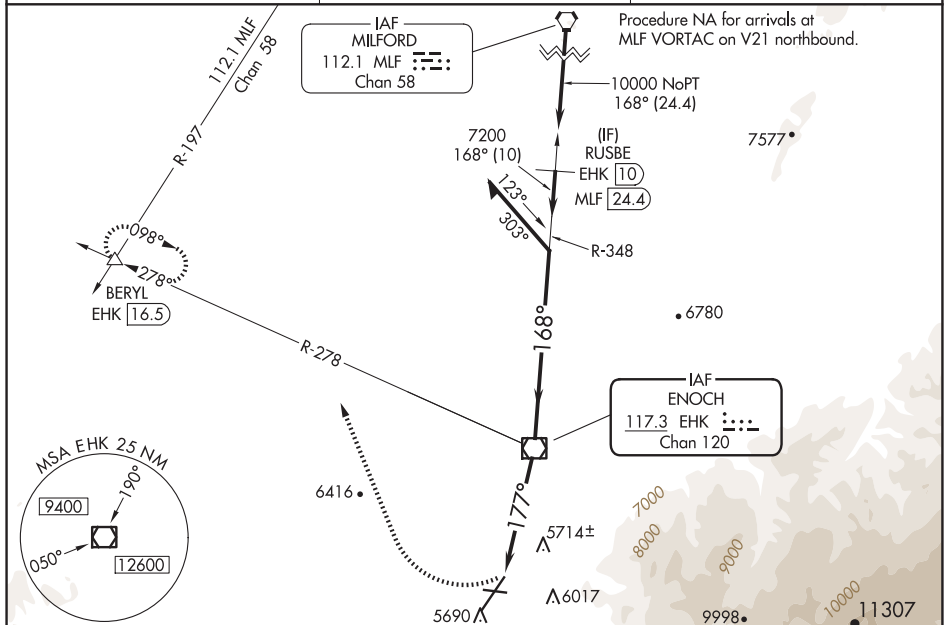 112.1 MLF
Chan 58
R-197
IAF
MILFORD
112.1 MLF
Chan 58
Procedure NA for arrivals at
MLF VORTAC on V21 northbound.
10000 NoPT
168° (24.4)
7577
7200
168° (10)
(IF)
RUSBE
EHK 10
MLF 24.4
123°
303°
R-348
098°
278°
BERYL
EHK 16.5
6780
168°
R-278
IAF
ENOCH
117.3 EHK
Chan 120
MSA EHK 25 NM
190°
9400
050°
12600
6416
177°
5714±
7000
8000
9000
10000
6017
5690
9998
11307